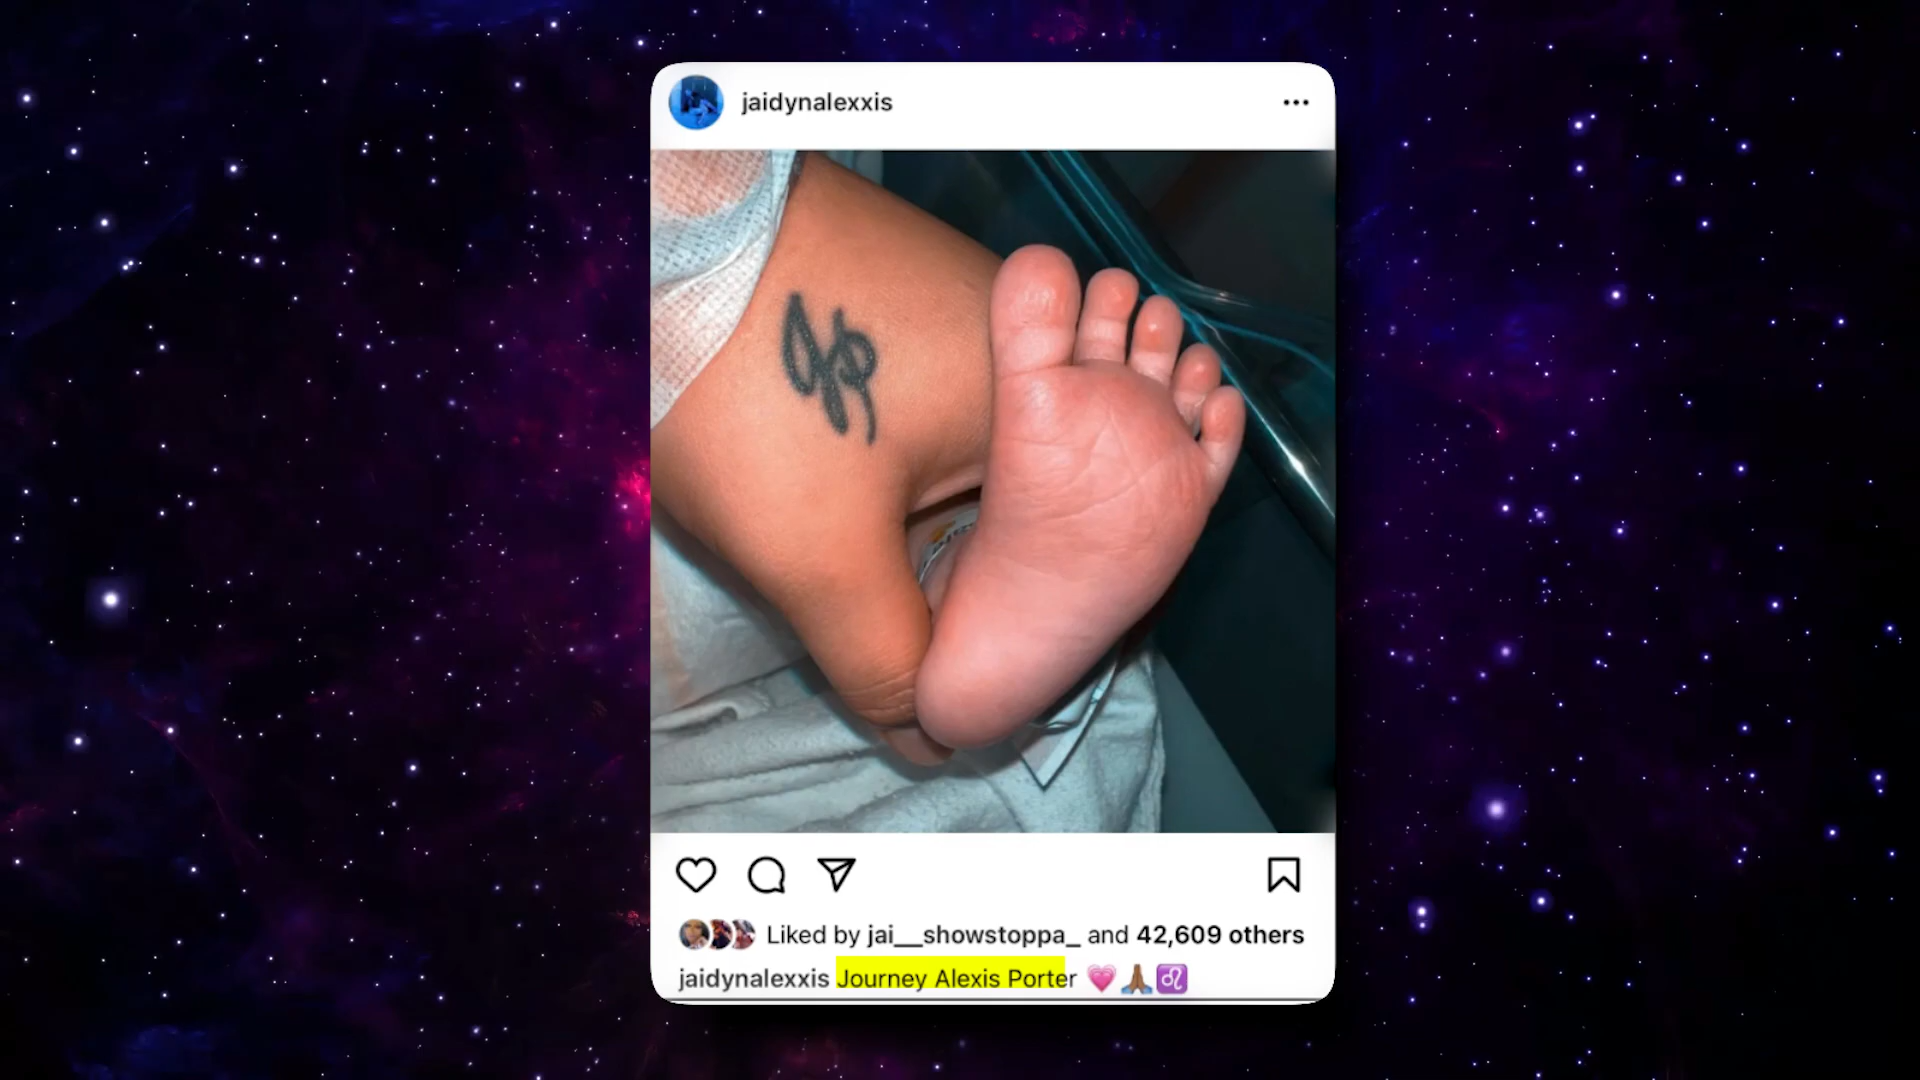 jaidynalexxis
Liked by jai__showstoppa_ and 42,609 others
jaidynalexxis Journey Alexis Porter 💗🙏🏾♌